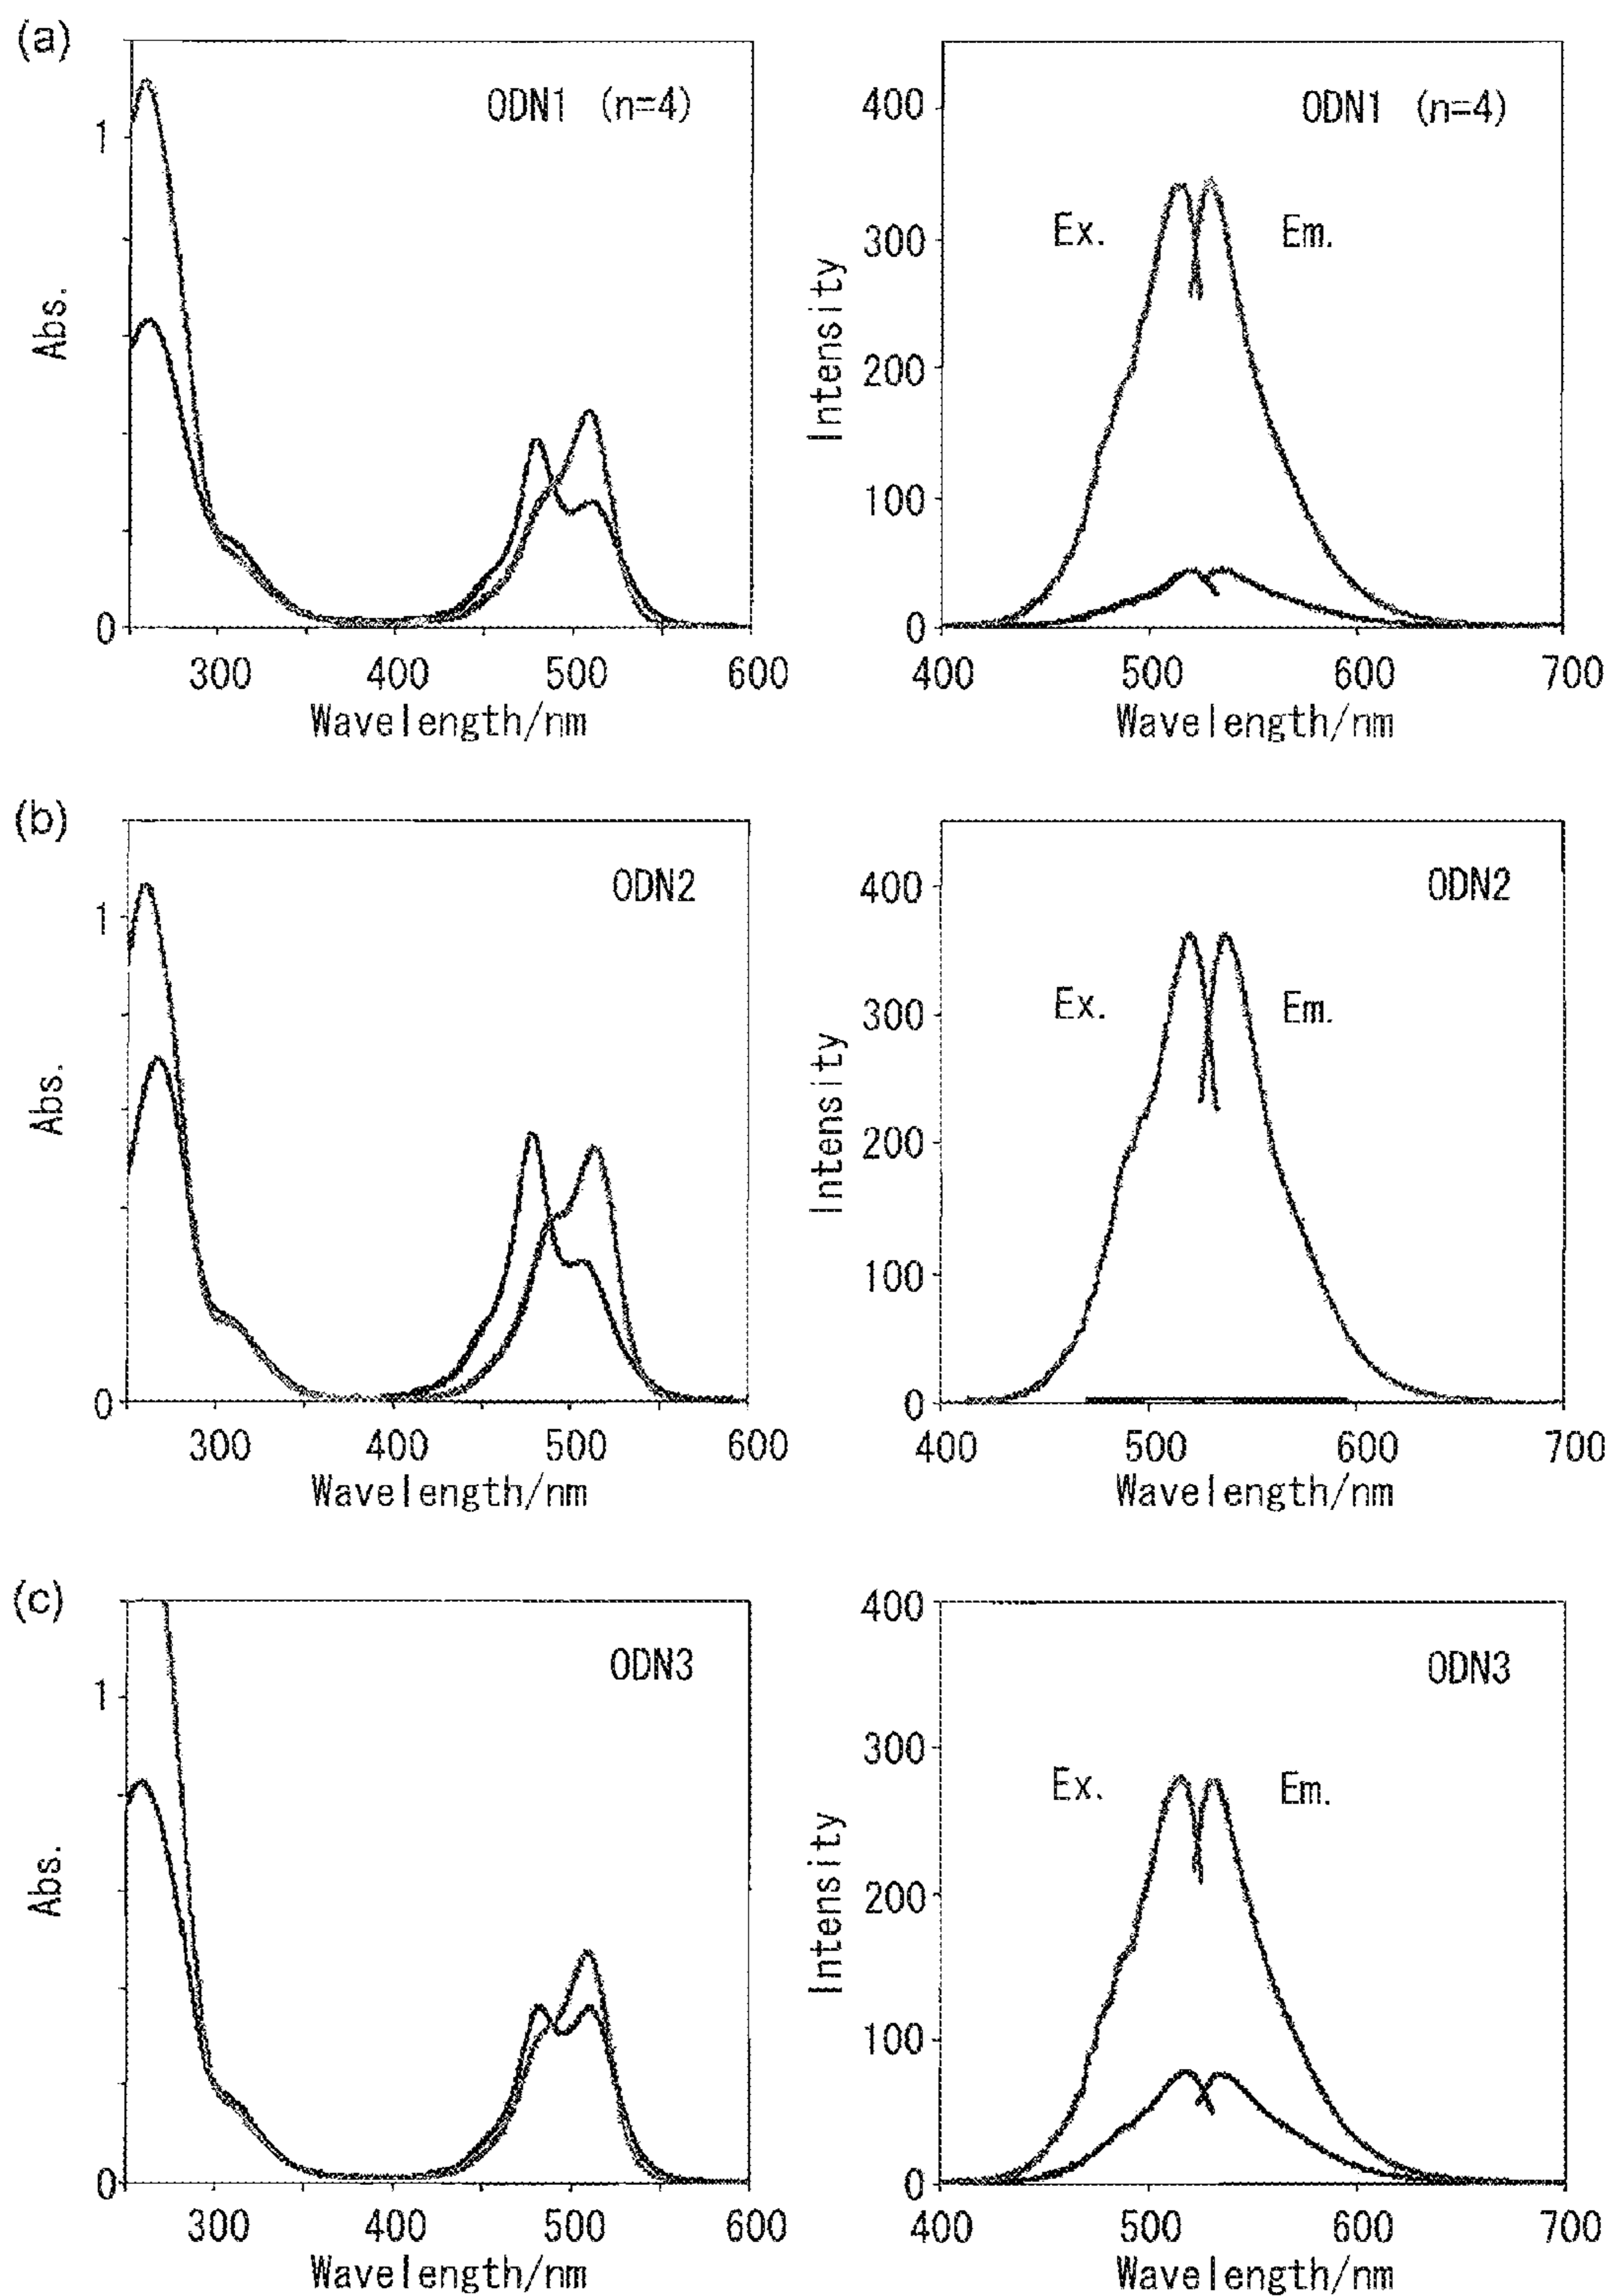 (a)
ODN1 (n=4)
Abs.
1
0
300 400 500 600
Wavelength/nm
ODN1 (n=4)
Ex.
Em.
Intensity
400
300
200
100
0
400 500 600 700
Wavelength/nm
(b)
ODN2
Abs.
1
0
300 400 500 600
Wavelength/nm
ODN2
Ex.
Em.
Intensity
400
300
200
100
0
400 500 600 700
Wavelength/nm
(c)
ODN3
Abs.
1
0
300 400 500 600
Wavelength/nm
ODN3
Ex.
Em.
Intensity
400
300
200
100
0
400 500 600 700
Wavelength/nm